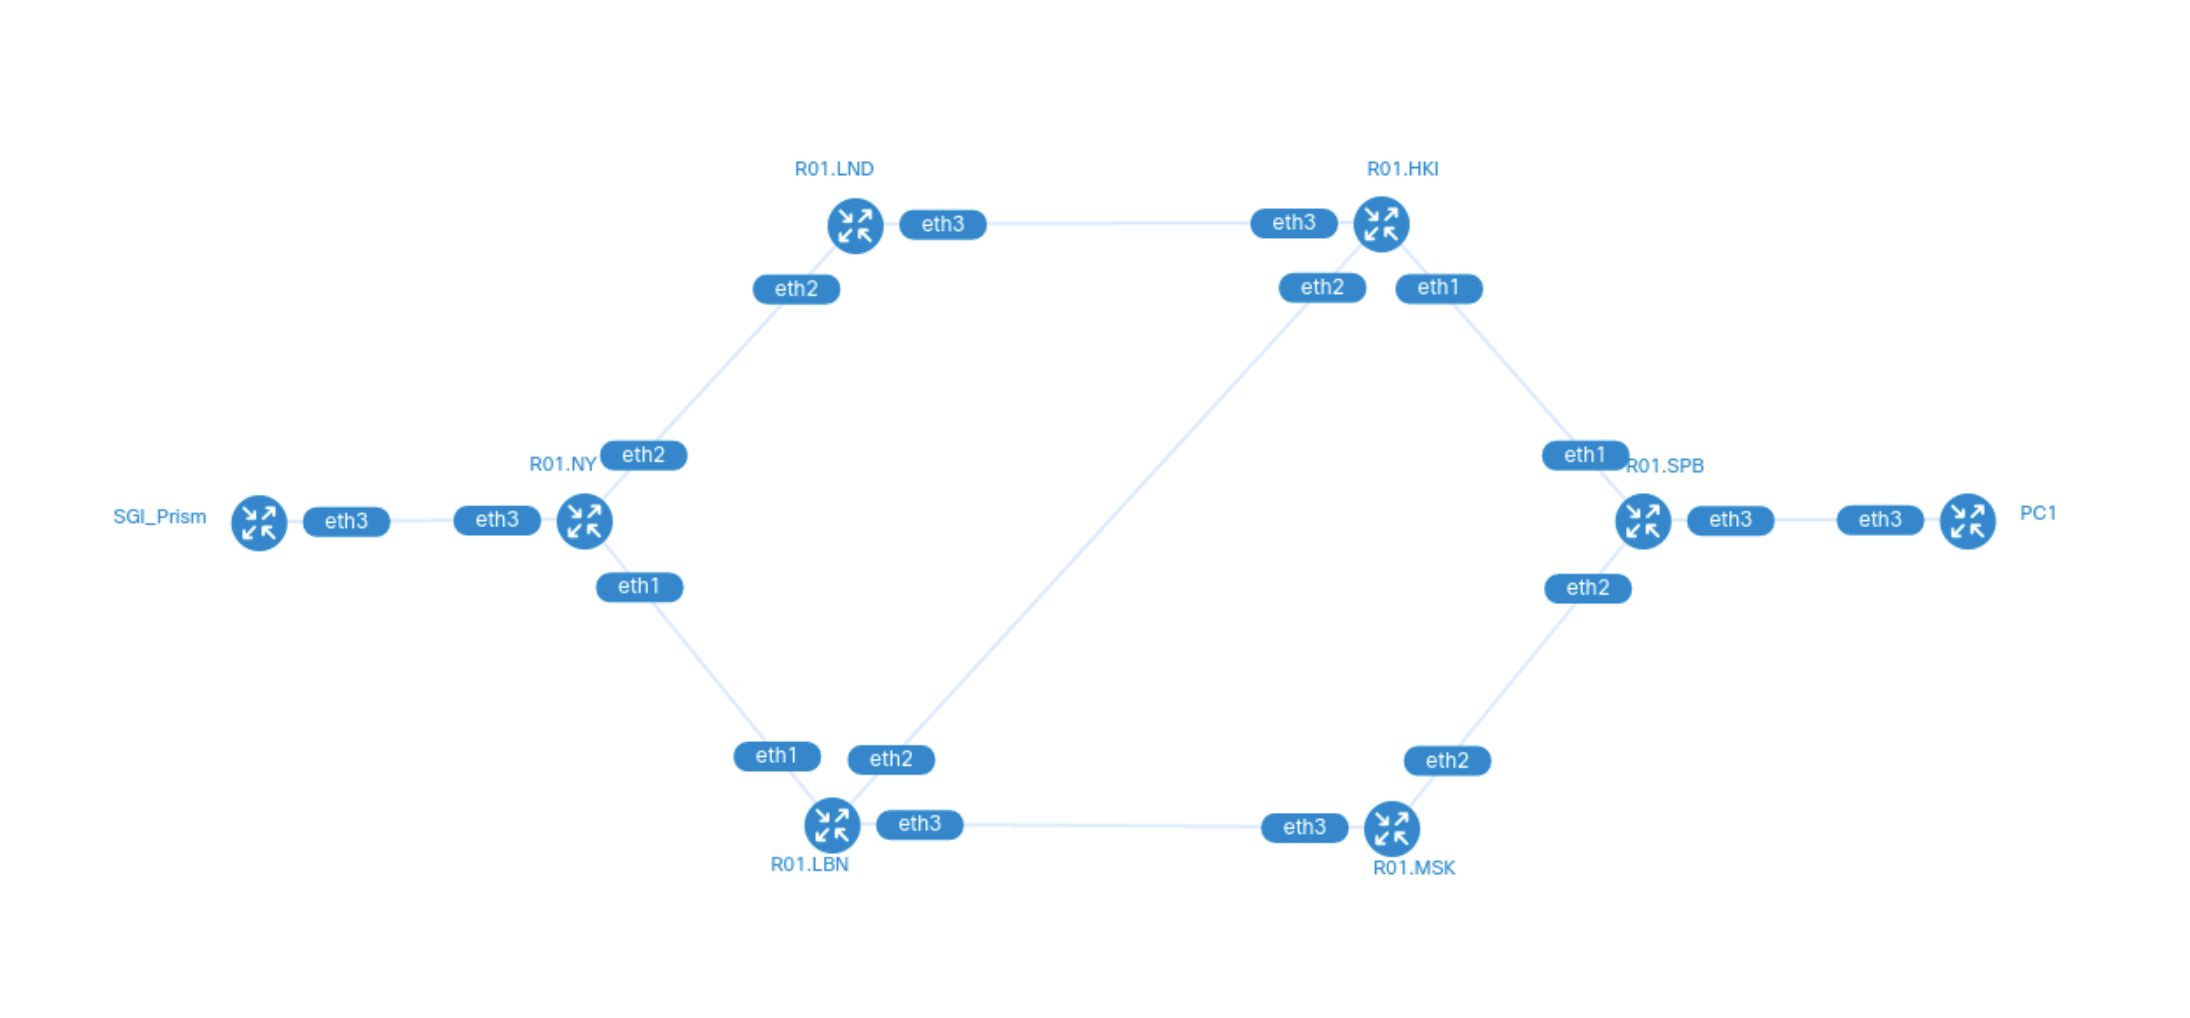 R01.LND
R01.HKI
eth3
eth3
eth2
eth2
eth1
R01.NY
eth2
eth1
R01.SPB
SGI_Prism
eth3
eth3
eth3
eth3
PC1
eth1
eth2
eth1
eth2
eth2
eth3
eth3
R01.LBN
R01.MSK